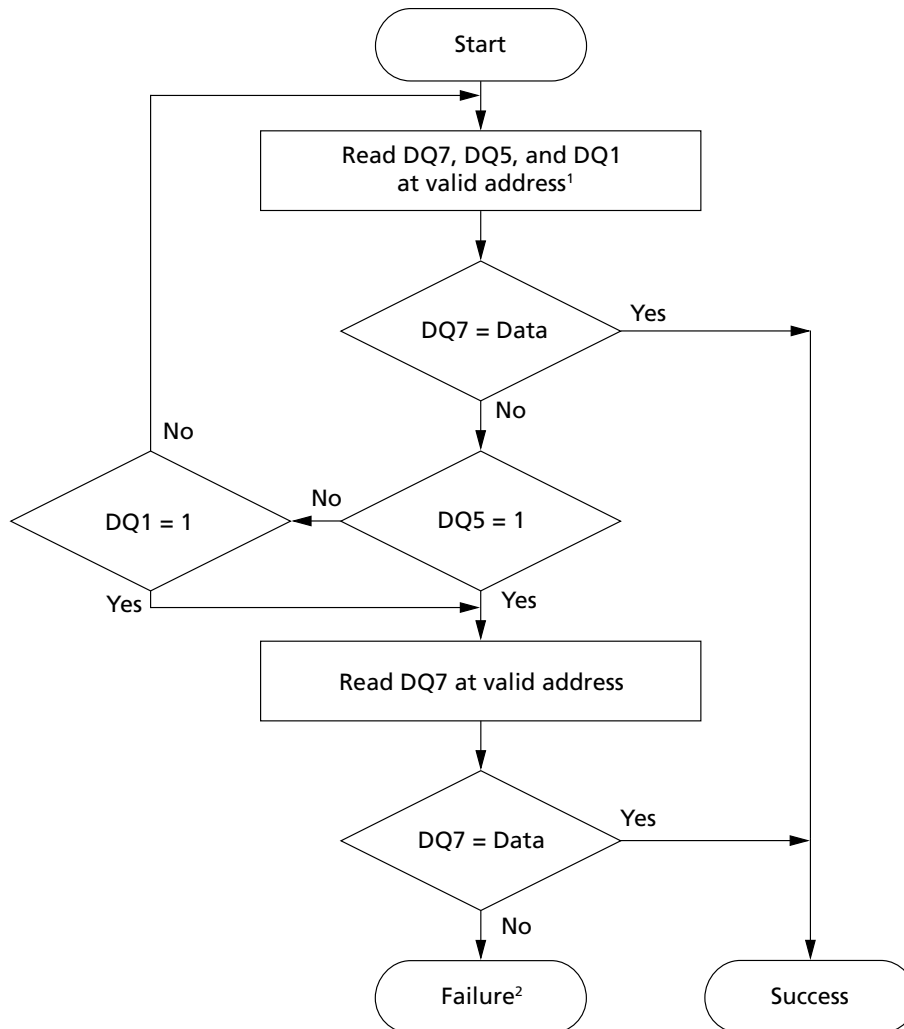 Start
Read DQ7, DQ5, and DQ1
at valid address¹
DQ7 = Data
Yes
No
DQ5 = 1
No
DQ1 = 1
No
Yes
Yes
Read DQ7 at valid address
DQ7 = Data
Yes
No
Failure²
Success